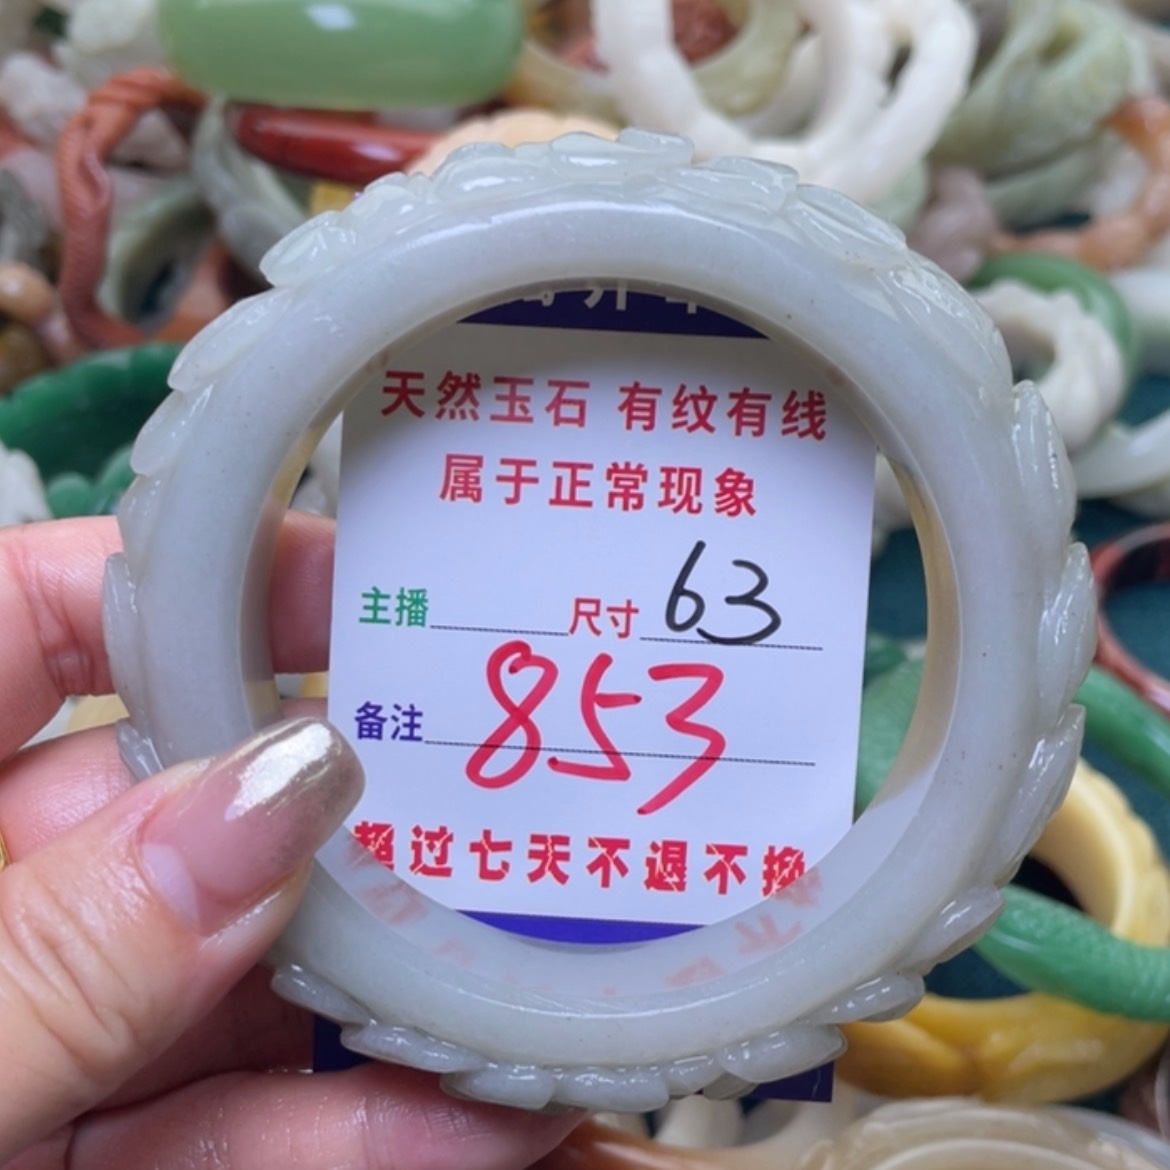 天然玉石 有纹有线
属于正常现象
主播 尺寸 63
备注 853
超过七天不退不换